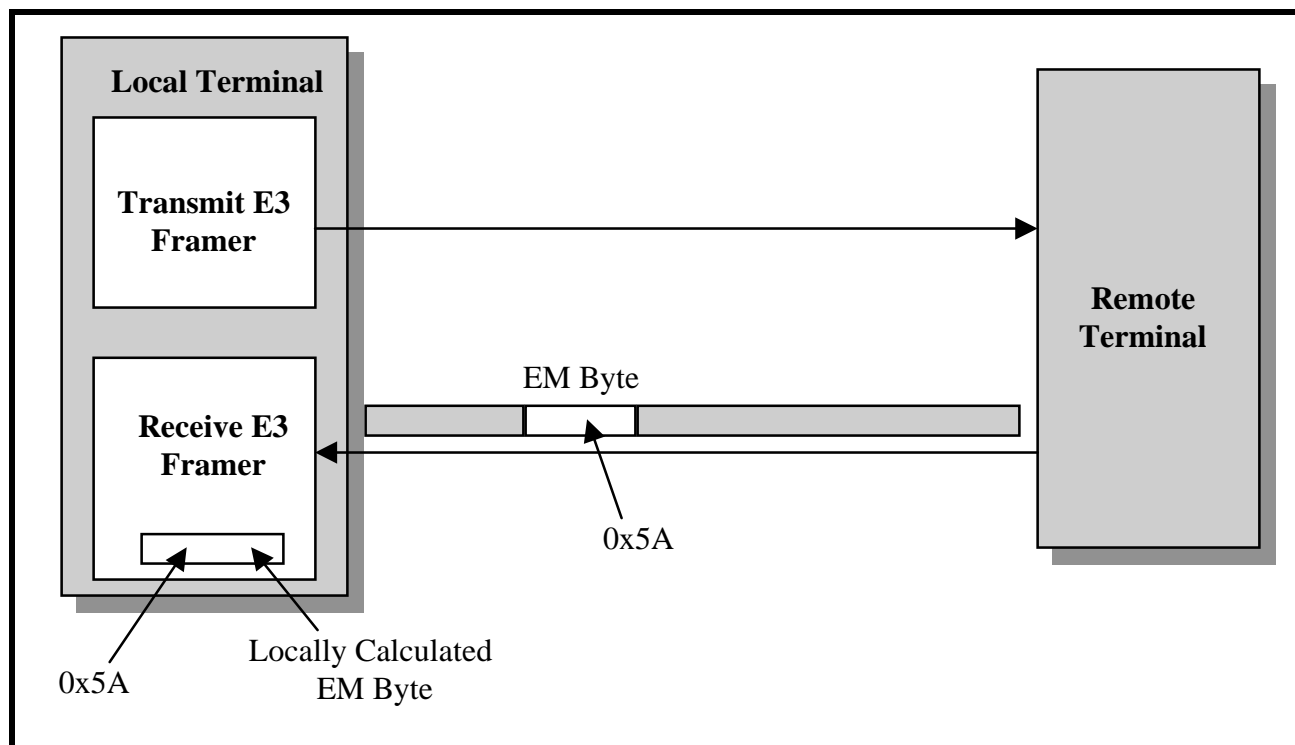 Local Terminal
Transmit E3
Framer
Remote
Terminal
EM Byte
Receive E3
Framer
0x5A
Locally Calculated
EM Byte
0x5A